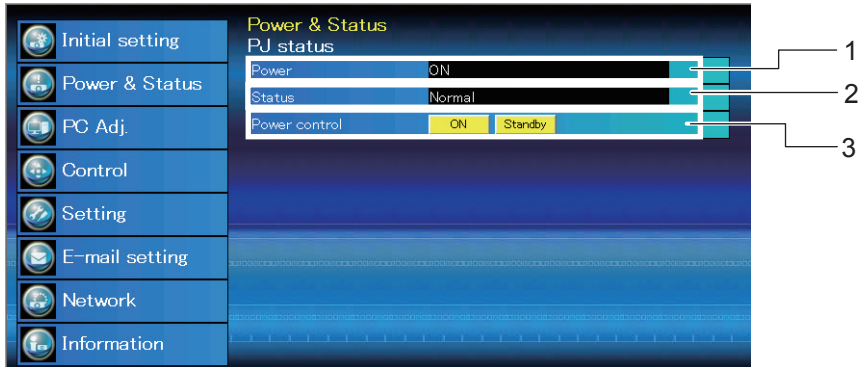 Initial setting
Power & Status
PC Adj.
Control
Setting
E-mail setting
Network
Information
Power & Status
PJ status
Power ON
Status Normal
Power control ON Standby
1
2
3